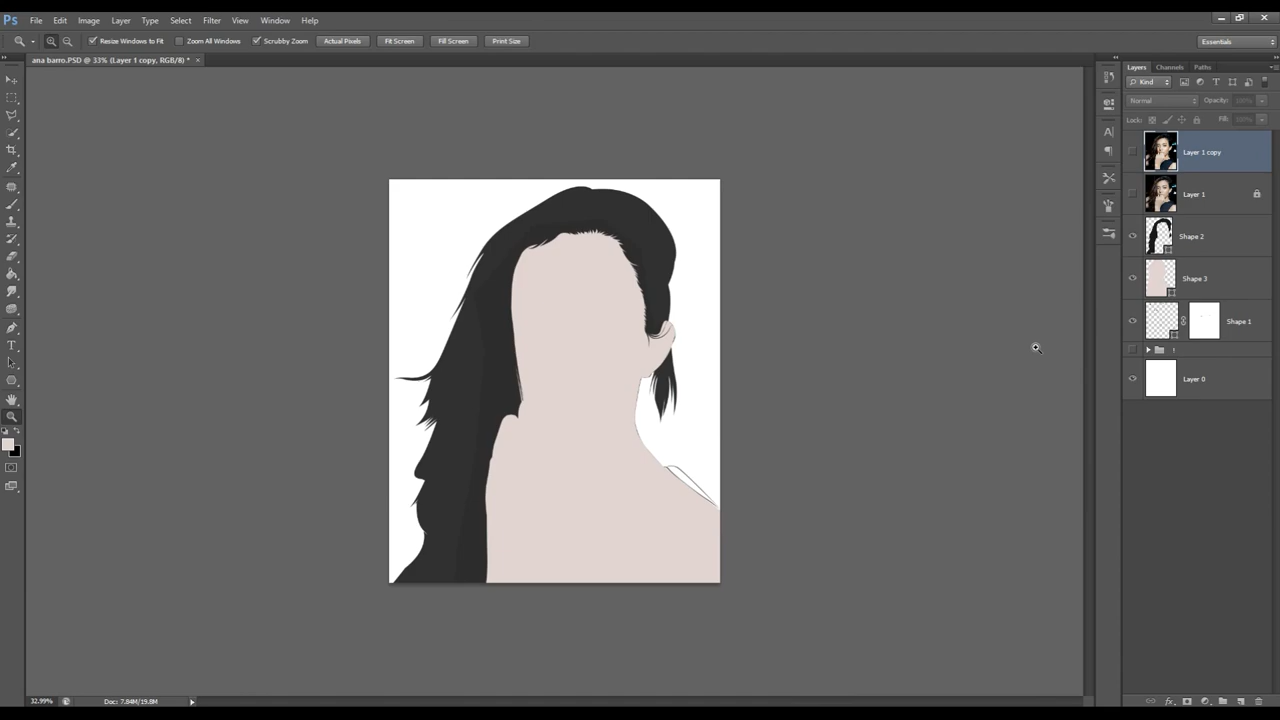 Ps File Edit Image Layer Type Select Filter View Window Help
Resize Windows to Fit Zoom All Windows Scrubby Zoom Actual Pixels Fit Screen Fill Screen Print Size Essentials
ana barro.PSD @ 33% (Layer 1 copy, RGB/8) * ×
Layers Channels Paths
Kind
Normal Opacity: 100%
Lock: Fill: 100%
Layer 1 copy
Layer 1
Shape 2
Shape 3
Shape 1
!
Layer 0
32.99% Doc: 7.84M/19.8M